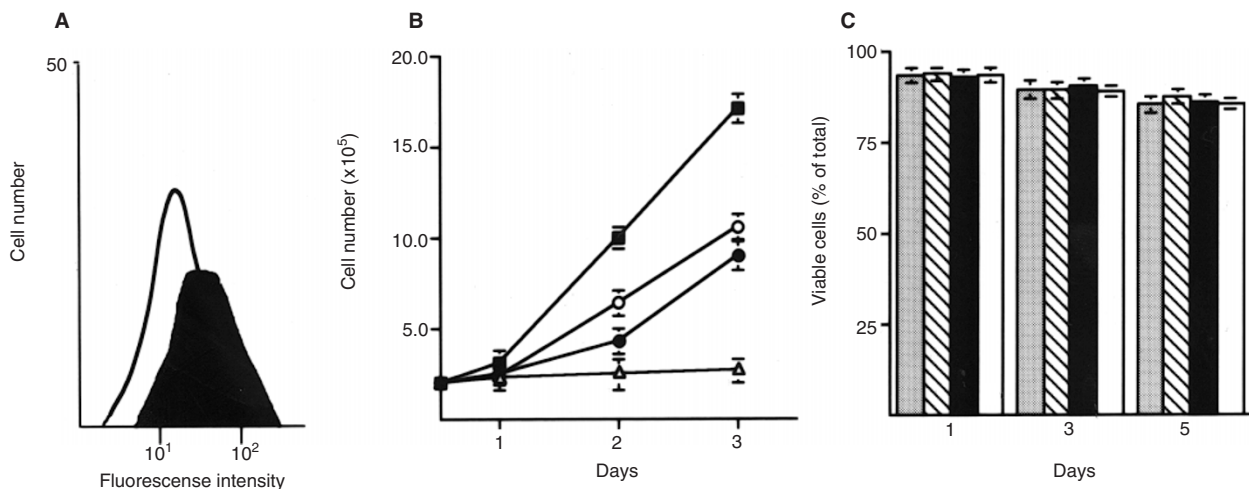 A
50
Cell number
10¹ 10²
Fluorescense intensity
B
20.0
15.0
10.0
5.0
Cell number (x10⁵)
1 2 3
Days
C
100
75
50
25
Viable cells (% of total)
1 3 5
Days